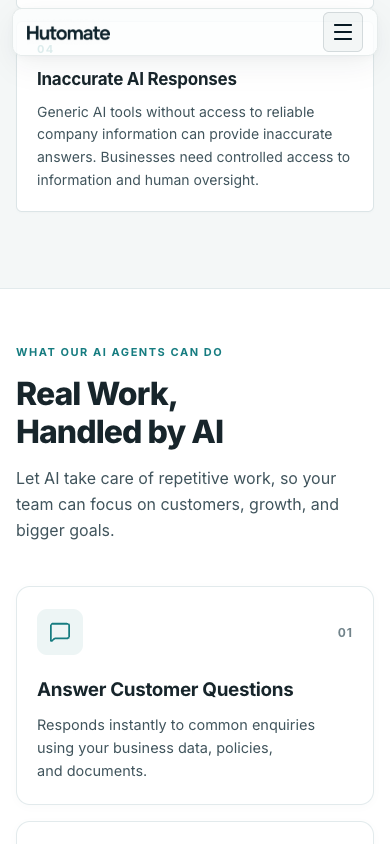 Hutomate
04
Inaccurate AI Responses
Generic AI tools without access to reliable
company information can provide inaccurate
answers. Businesses need controlled access to
information and human oversight.
WHAT OUR AI AGENTS CAN DO
Real Work,
Handled by AI
Let AI take care of repetitive work, so your
team can focus on customers, growth, and
bigger goals.
01
Answer Customer Questions
Responds instantly to common enquiries
using your business data, policies,
and documents.